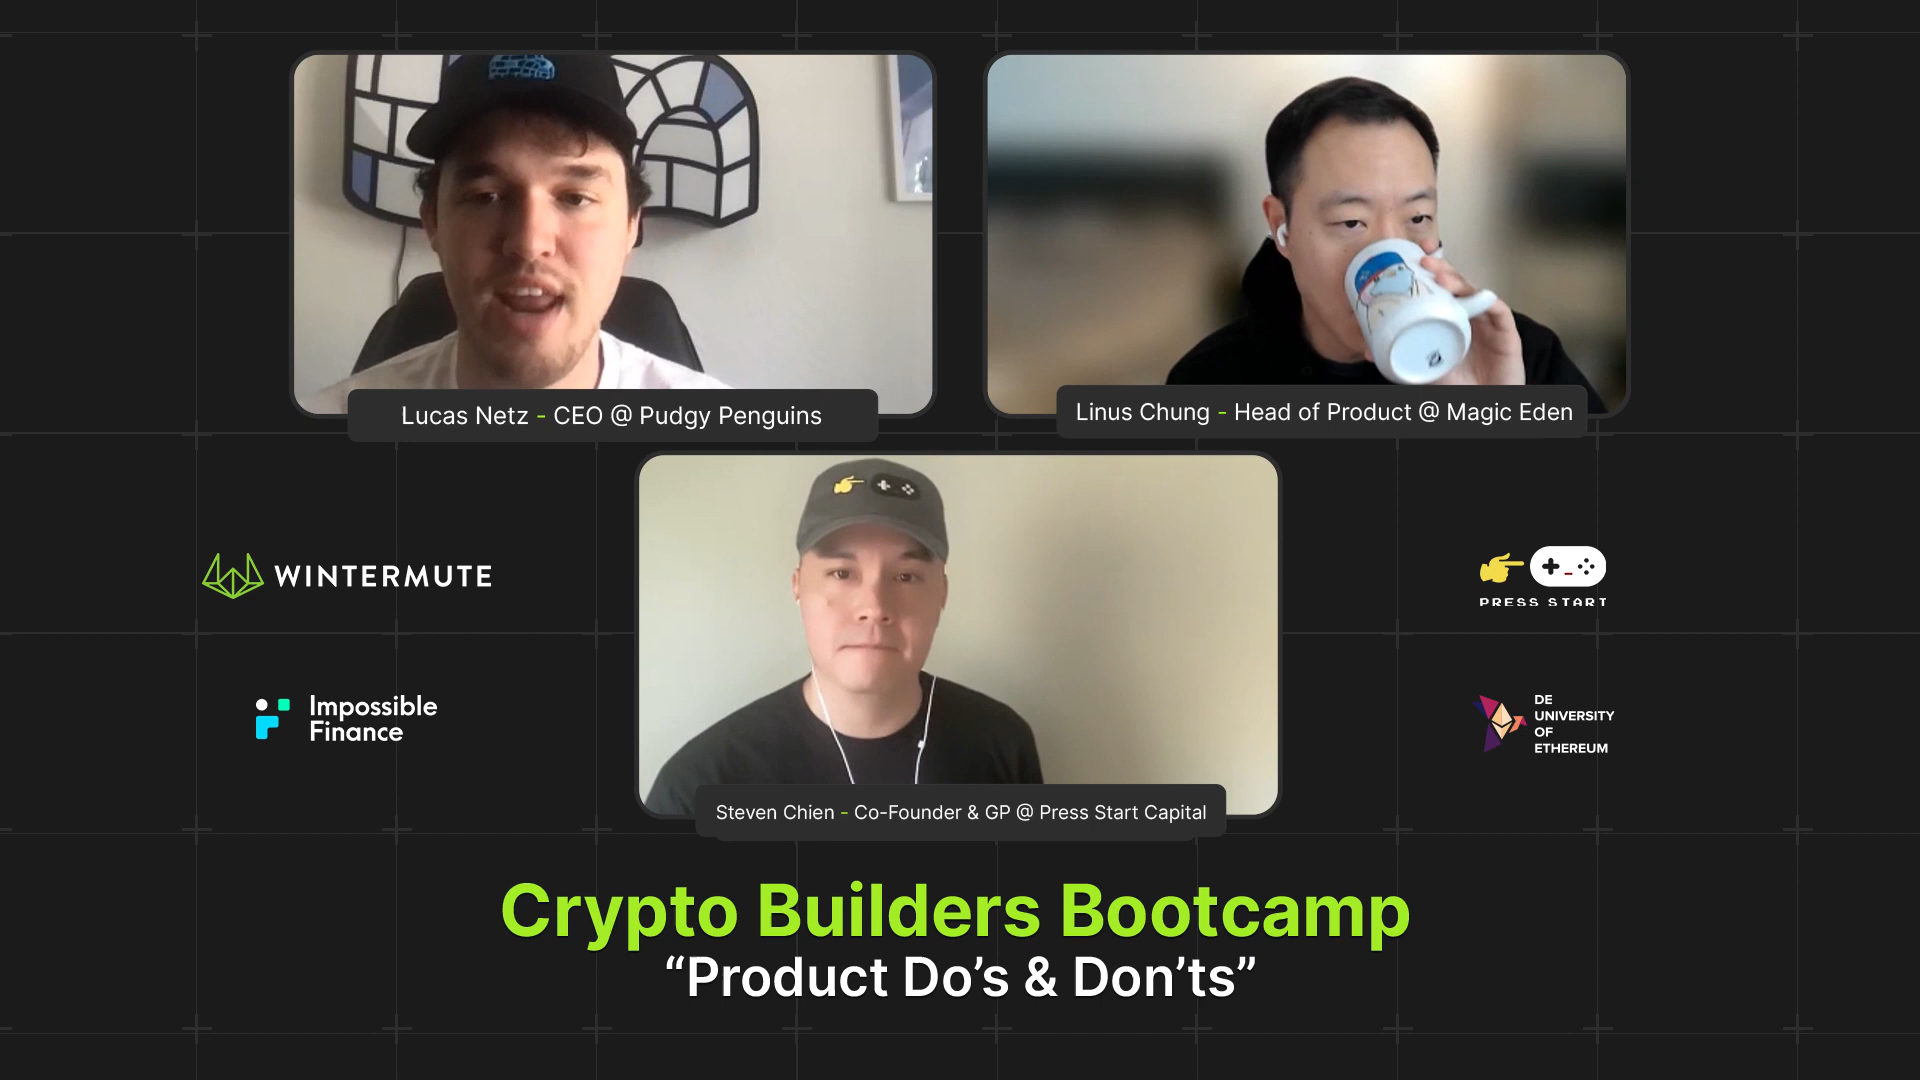 Lucas Netz - CEO @ Pudgy Penguins
Linus Chung - Head of Product @ Magic Eden
WINTERMUTE
PRESS START
Impossible
Finance
DE
UNIVERSITY
OF
ETHEREUM
Steven Chien - Co-Founder & GP @ Press Start Capital
Crypto Builders Bootcamp
“Product Do’s & Don’ts”